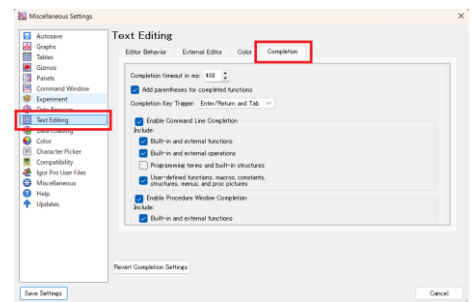 Miscellaneous Settings
Autosave
Graphs
Tables
Gizmos
Panels
Command Window
Experiment
Data Browser
Text Editing
Data Loading
Color
Character Picker
Compatibility
Igor Pro User Files
Miscellaneous
Help
Updates
Text Editing
Editor Behavior External Editor Color Completion
Completion timeout in ms: 400
Add parentheses for completed functions
Completion Key Trigger: Enter/Return and Tab
Enable Command Line Completion
Include:
Built-in and external functions
Built-in and external operations
Programming terms and built-in structures
User-defined functions, macros, constants,
structures, menus, and proc pictures
Enable Procedure Window Completion
Include:
Built-in and external functions
Revert Completion Settings
Save Settings Cancel